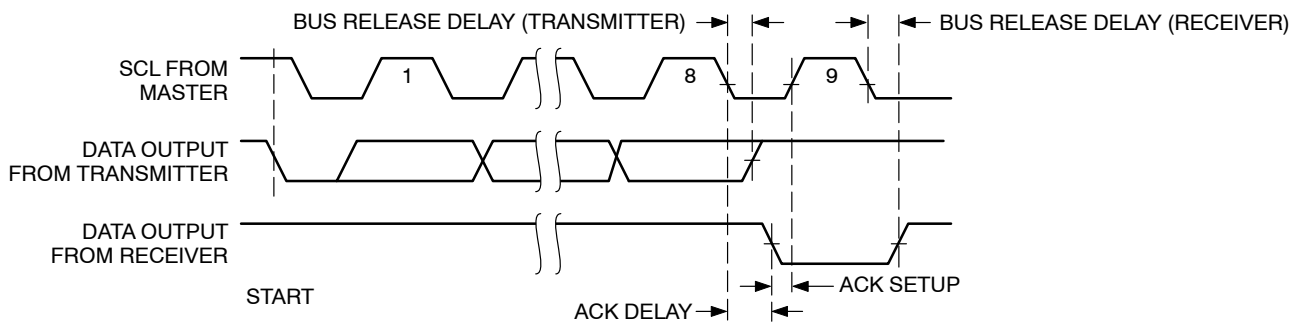 BUS RELEASE DELAY (TRANSMITTER)
BUS RELEASE DELAY (RECEIVER)
SCL FROM
MASTER
1
8
9
DATA OUTPUT
FROM TRANSMITTER
DATA OUTPUT
FROM RECEIVER
START
ACK SETUP
ACK DELAY